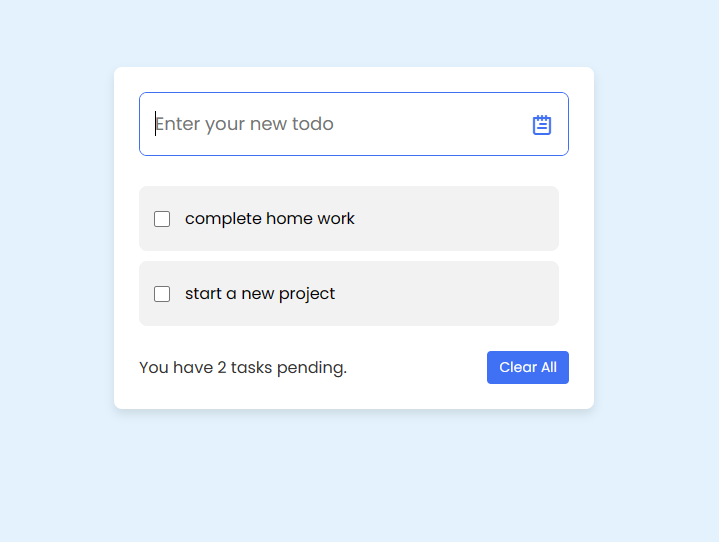 Enter your new todo
complete home work
start a new project
You have 2 tasks pending.
Clear All